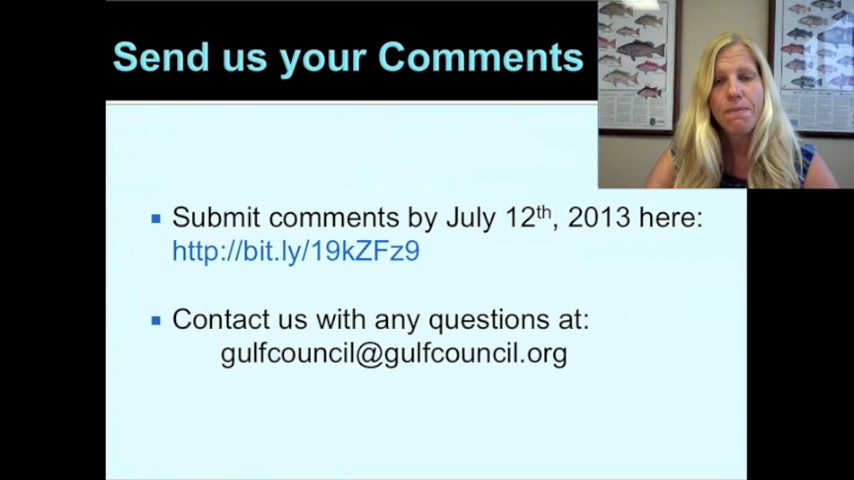 Send us your Comments
Submit comments by July 12th, 2013 here:
http://bit.ly/19kZFz9
Contact us with any questions at:
gulfcouncil@gulfcouncil.org